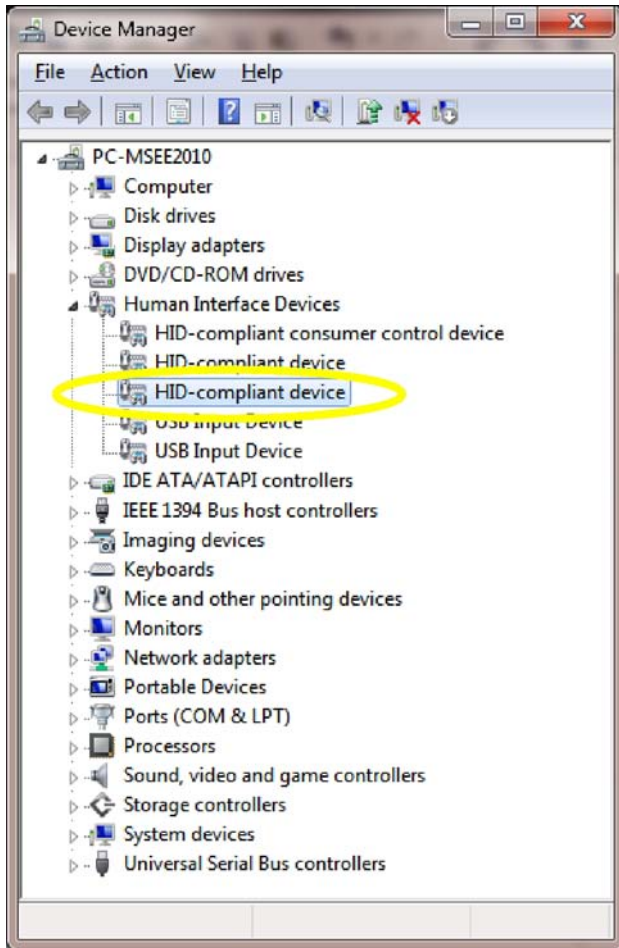 Device Manager
File Action View Help
PC-MSEE2010
Computer
Disk drives
Display adapters
DVD/CD-ROM drives
Human Interface Devices
HID-compliant consumer control device
HID-compliant device
HID-compliant device
USB Input Device
USB Input Device
IDE ATA/ATAPI controllers
IEEE 1394 Bus host controllers
Imaging devices
Keyboards
Mice and other pointing devices
Monitors
Network adapters
Portable Devices
Ports (COM & LPT)
Processors
Sound, video and game controllers
Storage controllers
System devices
Universal Serial Bus controllers